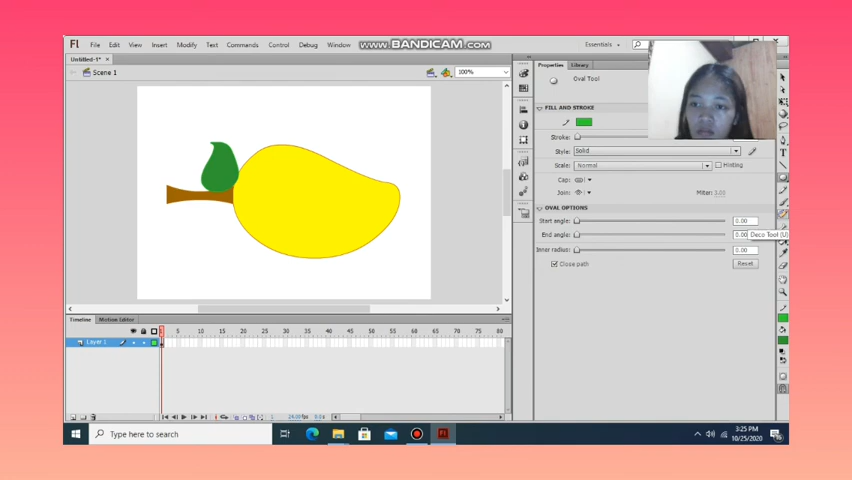 Fl File Edit View Insert Modify Text Commands Control Debug Window
www.BANDICAM.com
Essentials
Untitled-1* ×
Scene 1
100%
Properties Library
Oval Tool
FILL AND STROKE
Stroke:
Style: Solid
Scale: Normal Hinting
Cap:
Join: Miter: 3.00
OVAL OPTIONS
Start angle: 0.00
End angle: 0.00
Deco Tool (U)
Inner radius: 0.00
Close path Reset
Timeline Motion Editor
5 10 15 20 25 30 35 40 45 50 55 60 65 70 75 80
Layer 1
24.00fps 0.0s
Type here to search
Fl
3:25 PM
10/25/2020